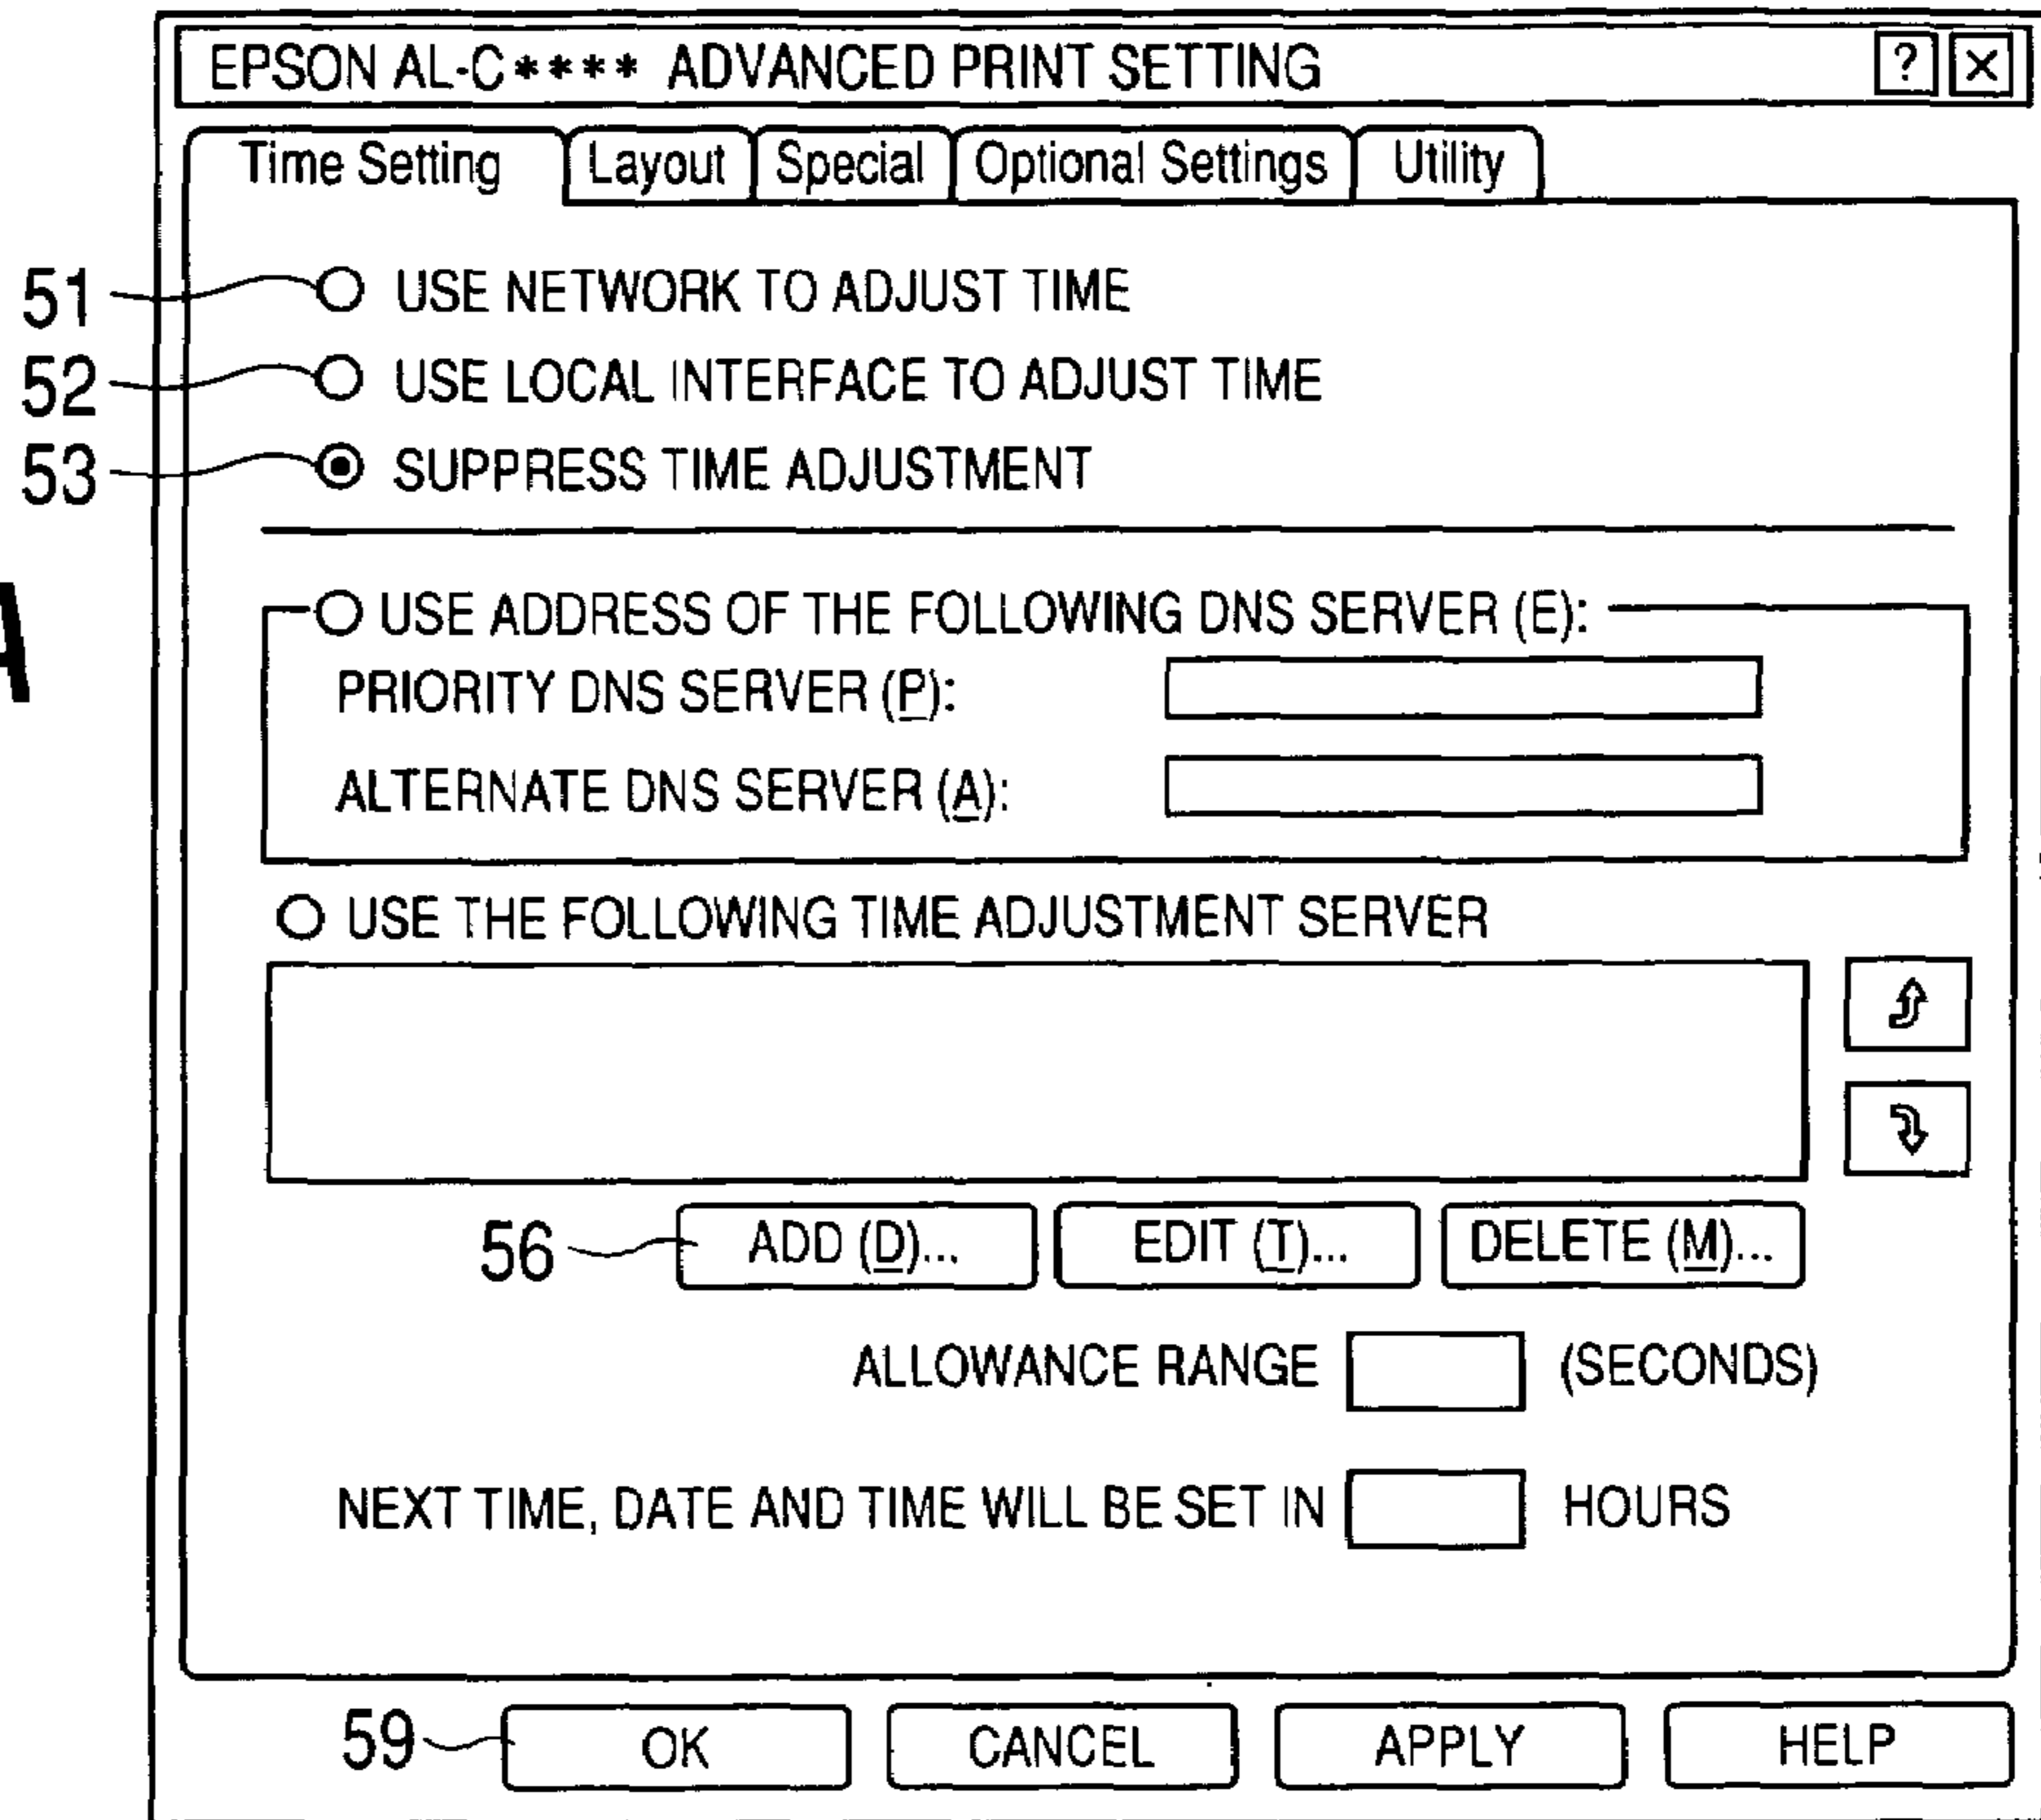 EPSON AL-C**** ADVANCED PRINT SETTING ? ×
Time Setting Layout Special Optional Settings Utility
51 USE NETWORK TO ADJUST TIME
52 USE LOCAL INTERFACE TO ADJUST TIME
53 SUPPRESS TIME ADJUSTMENT
A
USE ADDRESS OF THE FOLLOWING DNS SERVER (E):
PRIORITY DNS SERVER (P):
ALTERNATE DNS SERVER (A):
USE THE FOLLOWING TIME ADJUSTMENT SERVER
56 ADD (D)... EDIT (T)... DELETE (M)...
ALLOWANCE RANGE (SECONDS)
NEXT TIME, DATE AND TIME WILL BE SET IN HOURS
59 OK CANCEL APPLY HELP